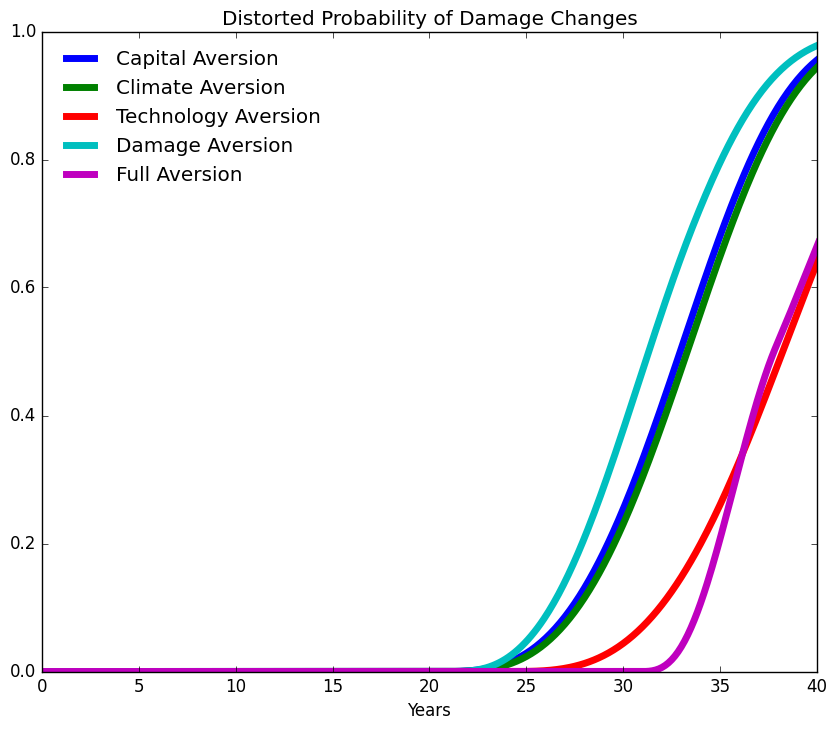 Distorted Probability of Damage Changes
1.0
Capital Aversion
Climate Aversion
Technology Aversion
Damage Aversion
Full Aversion
0.8
0.6
0.4
0.2
0.0
0 5 10 15 20 25 30 35 40
Years